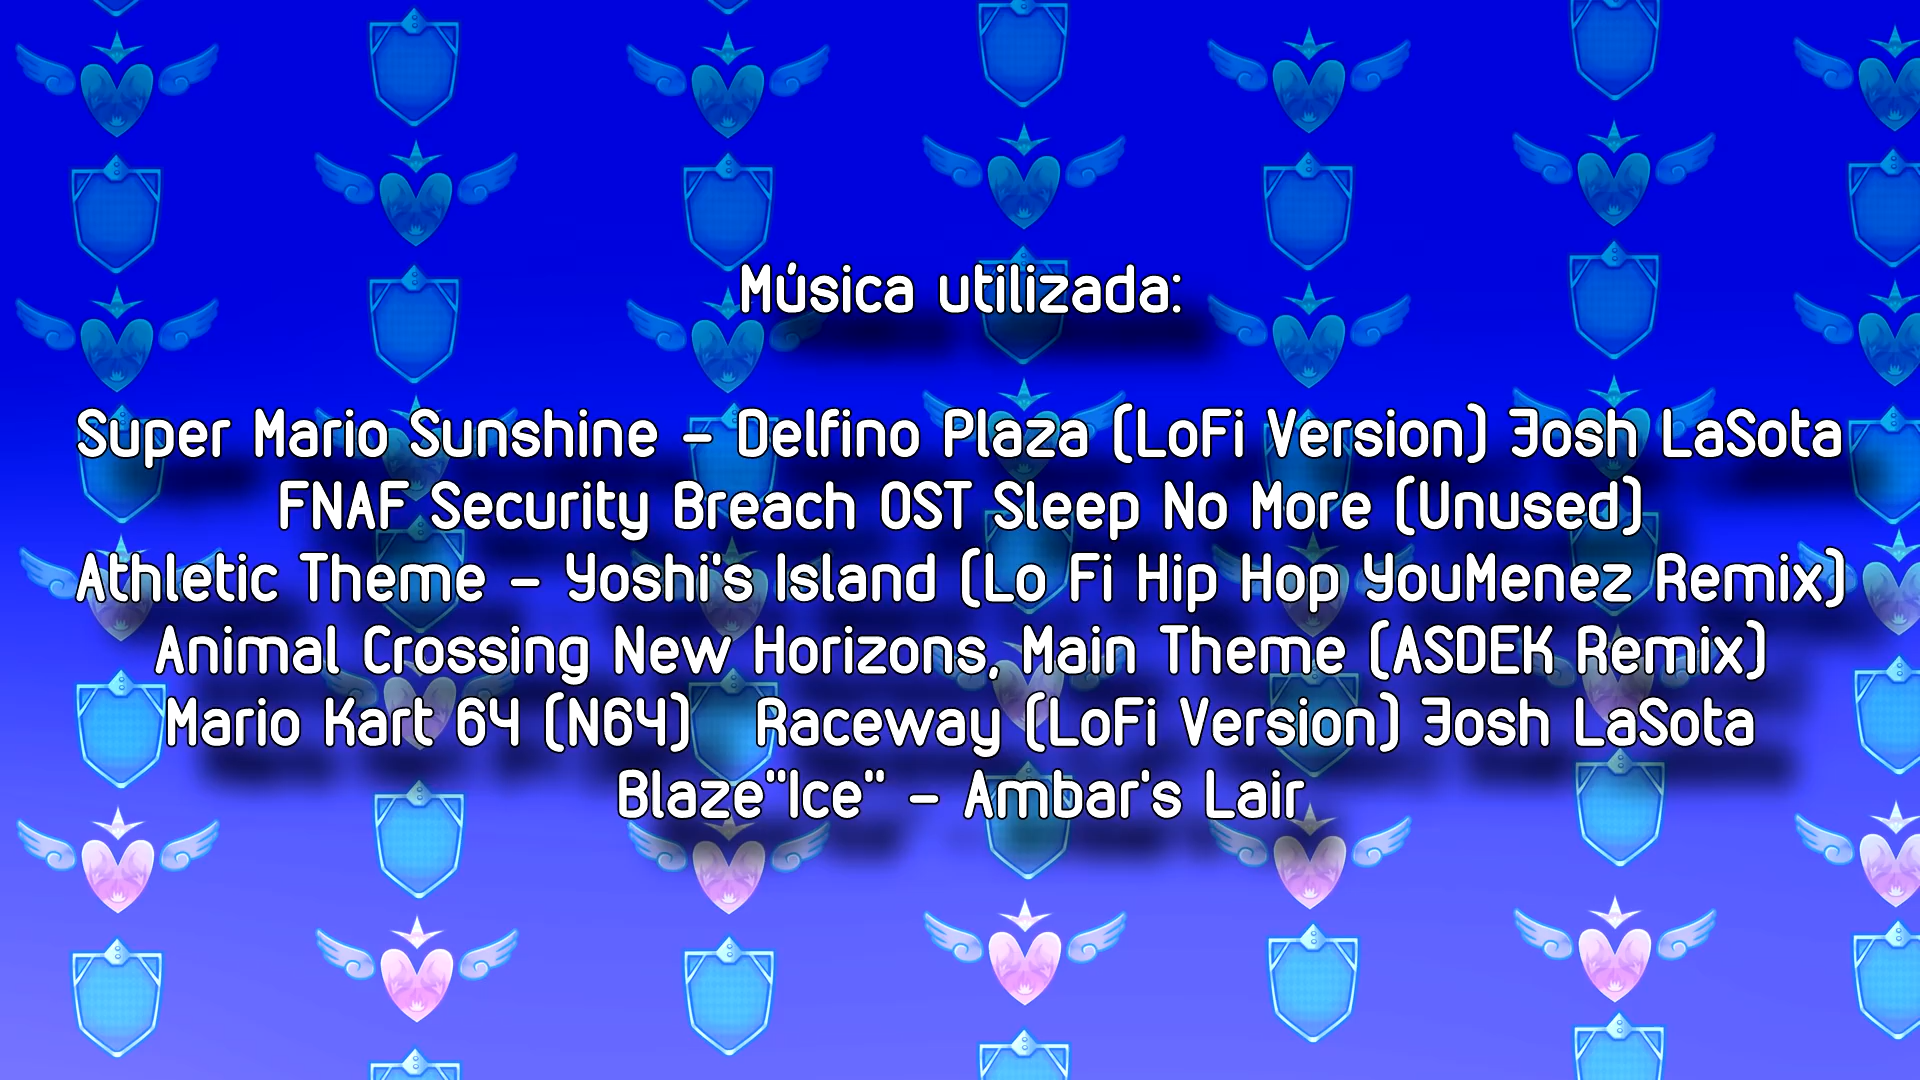 Música utilizada:
Super Mario Sunshine - Delfino Plaza (LoFi Version) Josh LaSota
FNAF Security Breach OST Sleep No More (Unused)
Athletic Theme - Yoshi's Island (Lo Fi Hip Hop YouMenez Remix)
Animal Crossing New Horizons, Main Theme (ASDEK Remix)
Mario Kart 64 (N64)   Raceway (LoFi Version) Josh LaSota
Blaze"Ice" - Ambar's Lair